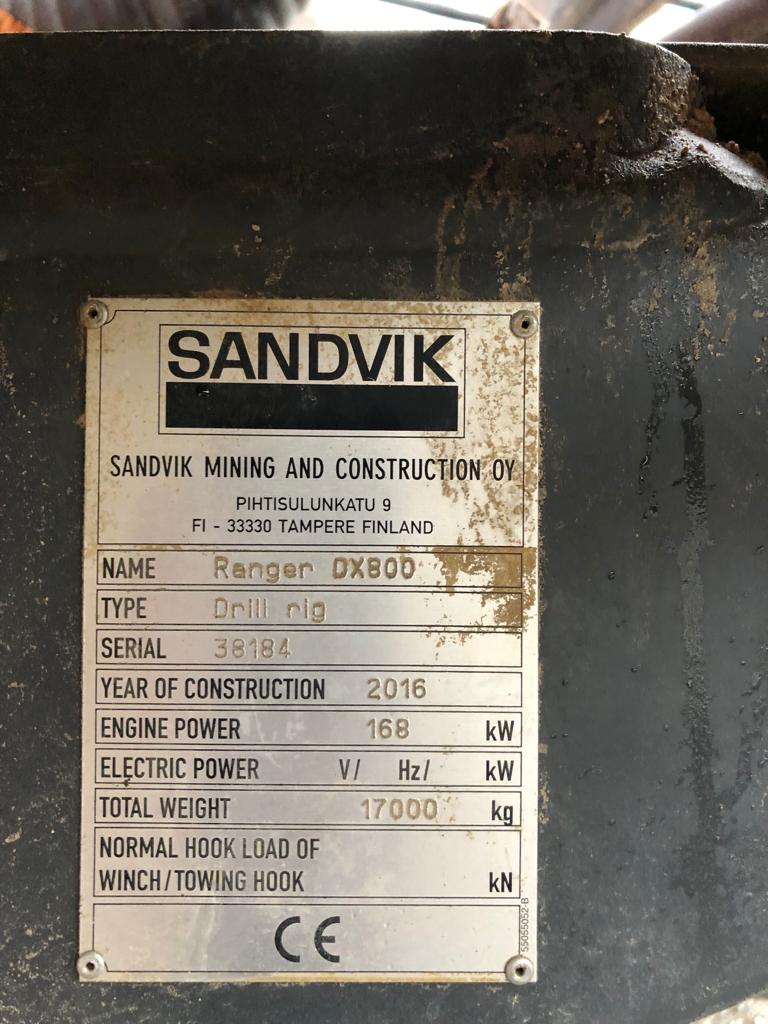 SANDVIK
SANDVIK MINING AND CONSTRUCTION OY
PIHTISULUNKATU 9
FI - 33330 TAMPERE FINLAND
NAME Ranger DX800
TYPE Drill rig
SERIAL 38184
YEAR OF CONSTRUCTION 2016
ENGINE POWER 168 kW
ELECTRIC POWER V/ Hz/ kW
TOTAL WEIGHT 17000 kg
NORMAL HOOK LOAD OF
WINCH/TOWING HOOK kN
CE
55055052-B